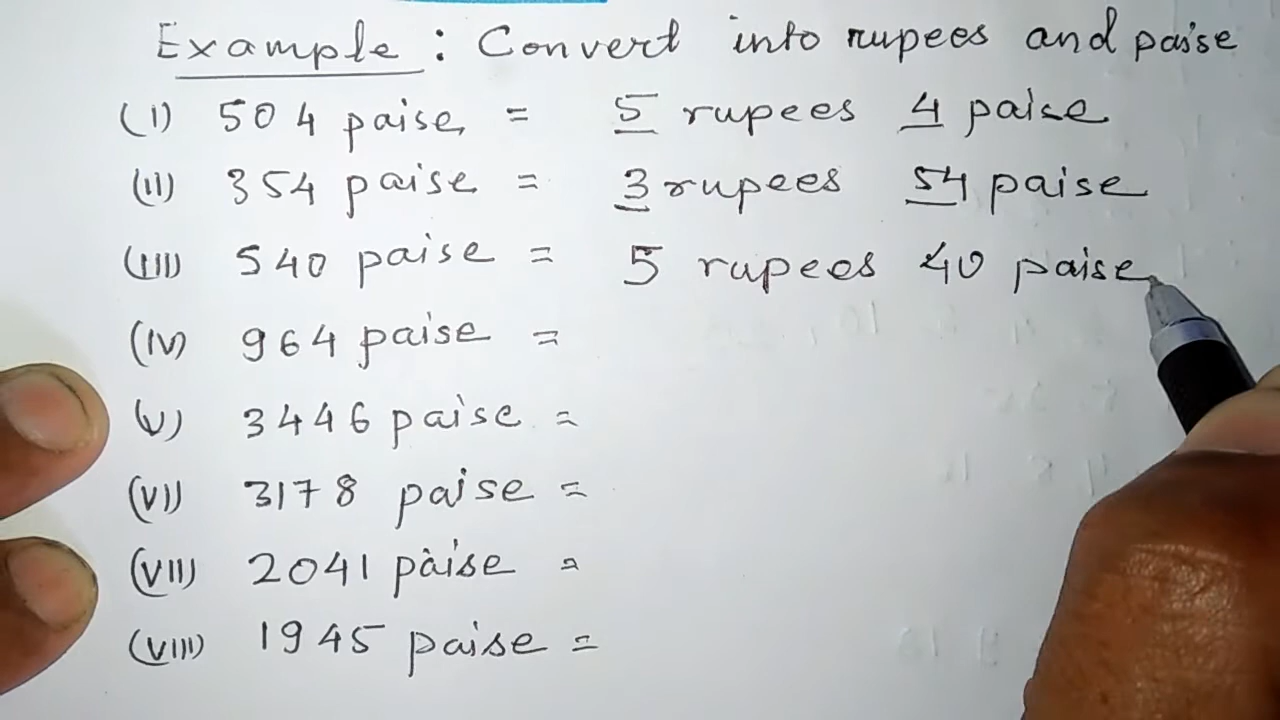 Example : Convert into rupees and paise
(I) 504 paise = 5 rupees 4 paise
(II) 354 paise = 3 rupees 54 paise
(III) 540 paise = 5 rupees 40 paise
(IV) 964 paise =
(V) 3446 paise =
(VI) 3178 paise =
(VII) 2041 paise =
(VIII) 1945 paise =